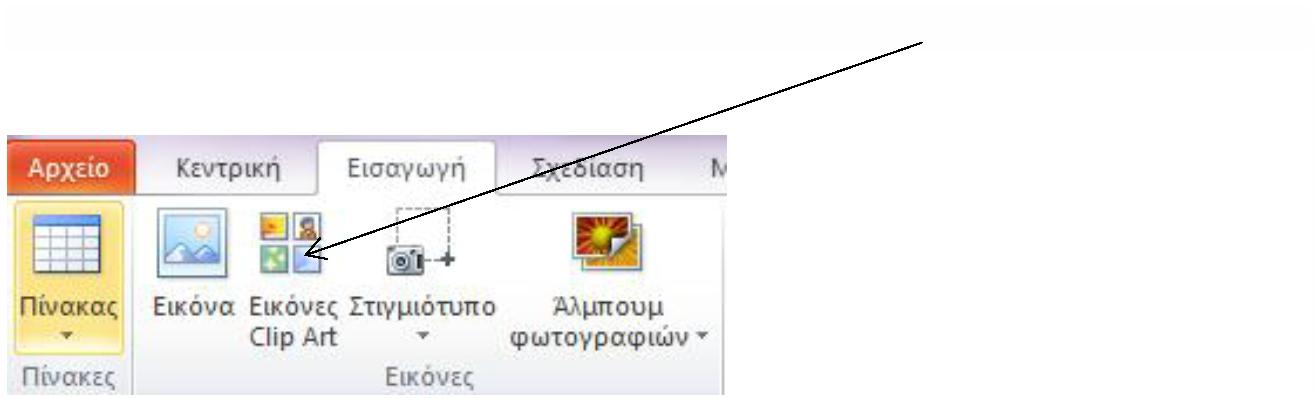 Αρχείο Κεντρική Εισαγωγή Σχεδίαση Μ
Πίνακας Εικόνα Εικόνες Στιγμιότυπο Άλμπουμ
Clip Art φωτογραφιών
Πίνακες Εικόνες